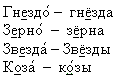 Гнездо́ – гнёзда
Зерно́ – зёрна
Звезда́ – Звёзды
Коза́ - ко́зы